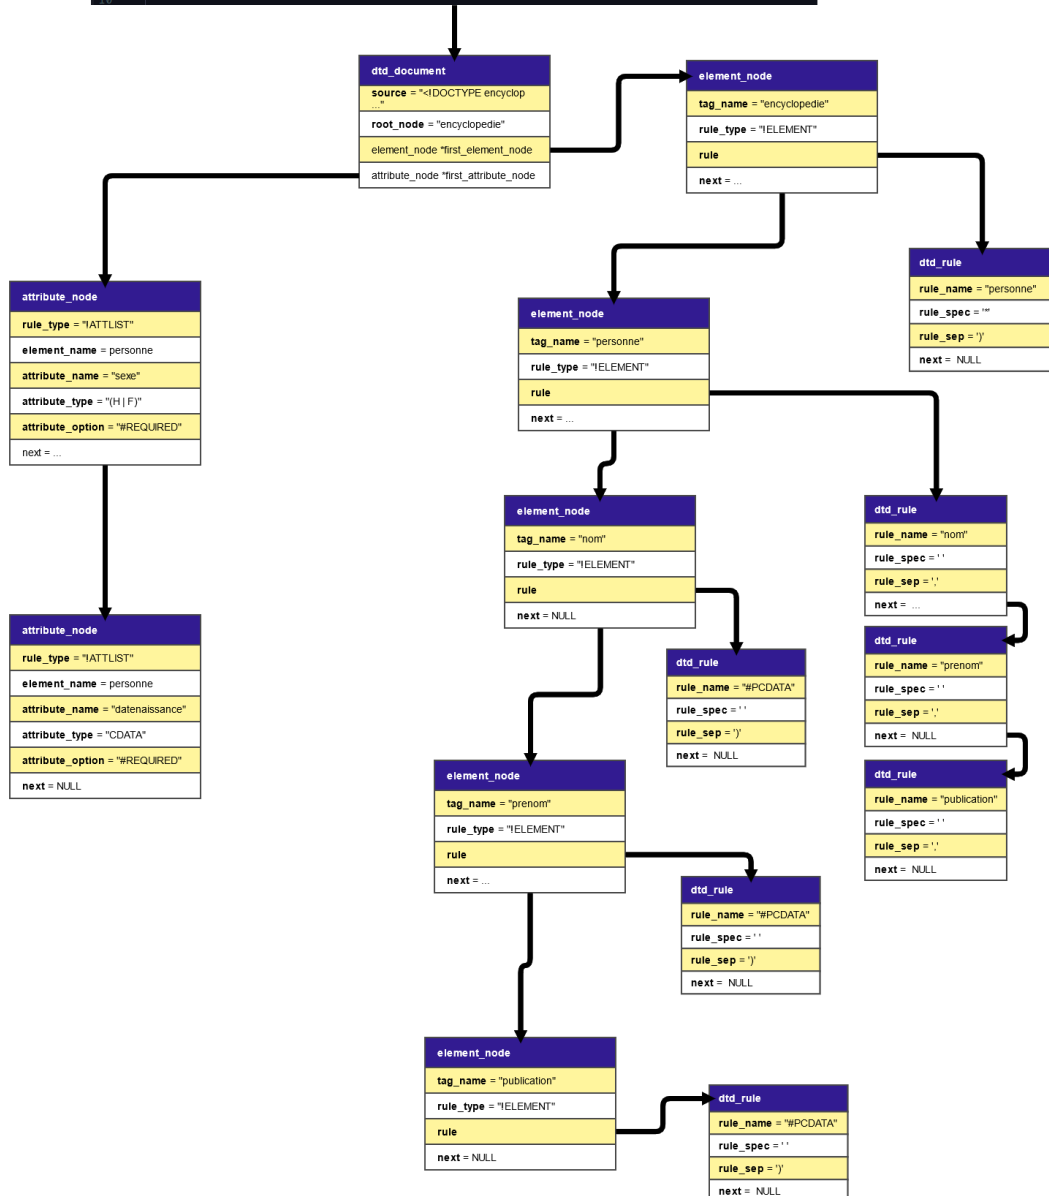 dtd_document
source = "<!DOCTYPE encyclop
..."
root_node = "encyclopedie"
element_node *first_element_node
attribute_node *first_attribute_node
element_node
tag_name = "encyclopedie"
rule_type = "!ELEMENT"
rule
next = ...
dtd_rule
rule_name = "personne"
rule_spec = '*'
rule_sep = ')'
next = NULL
attribute_node
rule_type = "!ATTLIST"
element_name = personne
attribute_name = "sexe"
attribute_type = "(H | F)"
attribute_option = "#REQUIRED"
next = ...
element_node
tag_name = "personne"
rule_type = "!ELEMENT"
rule
next = ...
element_node
tag_name = "nom"
rule_type = "!ELEMENT"
rule
next = NULL
dtd_rule
rule_name = "nom"
rule_spec = ' '
rule_sep = ','
next = ...
dtd_rule
rule_name = "prenom"
rule_spec = ' '
rule_sep = ','
next = NULL
dtd_rule
rule_name = "publication"
rule_spec = ' '
rule_sep = ','
next = NULL
dtd_rule
rule_name = "#PCDATA"
rule_spec = ' '
rule_sep = ')'
next = NULL
attribute_node
rule_type = "!ATTLIST"
element_name = personne
attribute_name = "datenaissance"
attribute_type = "CDATA"
attribute_option = "#REQUIRED"
next = NULL
element_node
tag_name = "prenom"
rule_type = "!ELEMENT"
rule
next = ...
dtd_rule
rule_name = "#PCDATA"
rule_spec = ' '
rule_sep = ')'
next = NULL
element_node
tag_name = "publication"
rule_type = "!ELEMENT"
rule
next = NULL
dtd_rule
rule_name = "#PCDATA"
rule_spec = ' '
rule_sep = ')'
next = NULL